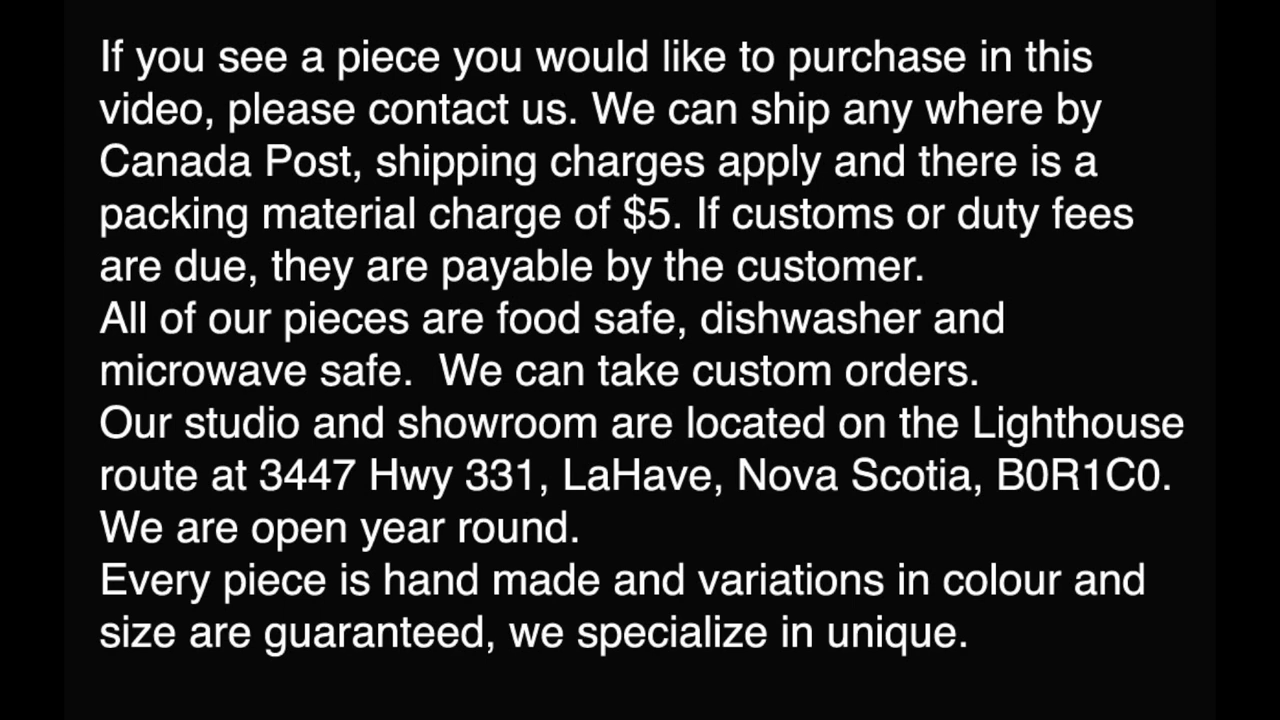 If you see a piece you would like to purchase in this
video, please contact us. We can ship any where by
Canada Post, shipping charges apply and there is a
packing material charge of $5. If customs or duty fees
are due, they are payable by the customer.
All of our pieces are food safe, dishwasher and
microwave safe.  We can take custom orders.
Our studio and showroom are located on the Lighthouse
route at 3447 Hwy 331, LaHave, Nova Scotia, B0R1C0.
We are open year round.
Every piece is hand made and variations in colour and
size are guaranteed, we specialize in unique.